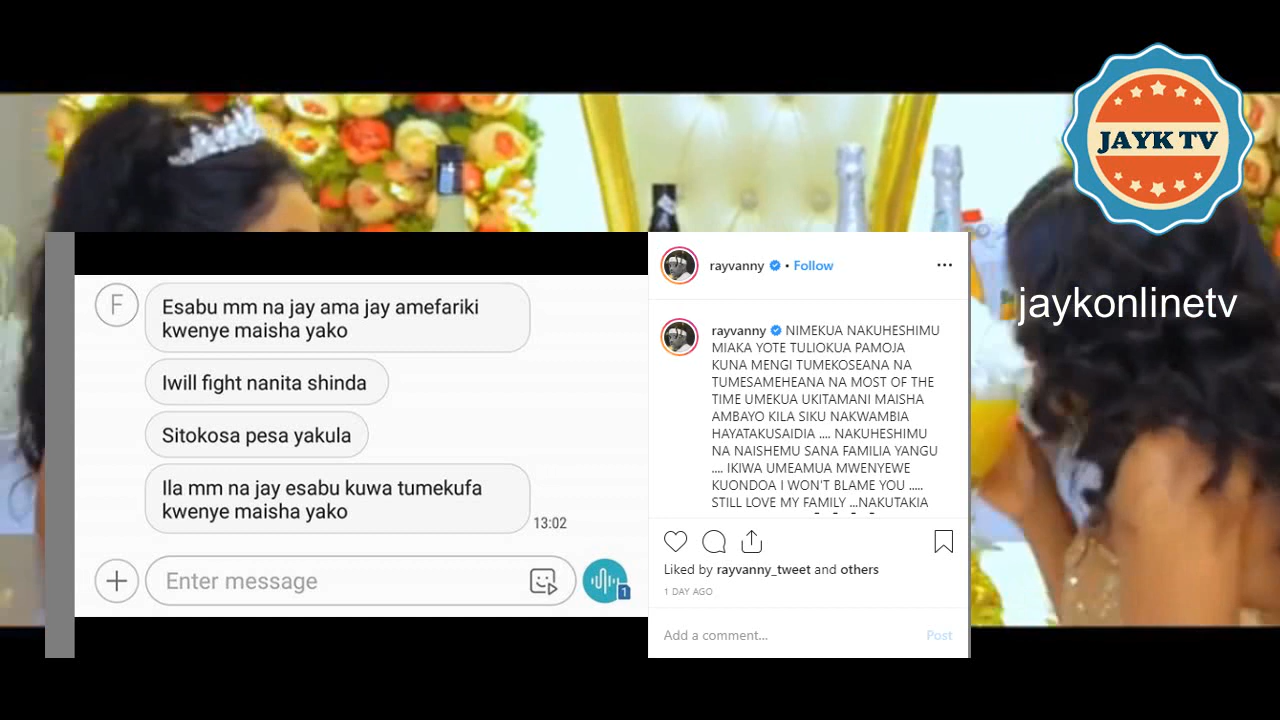 JAYK TV
jaykonlinetv
F
Esabu mm na jay ama jay amefariki
kwenye maisha yako
Iwill fight nanita shinda
Sitokosa pesa yakula
Ila mm na jay esabu kuwa tumekufa
kwenye maisha yako
13:02
Enter message
1
rayvanny • Follow
rayvanny NIMEKUA NAKUHESHIMU
MIAKA YOTE TULIOKUA PAMOJA
KUNA MENGI TUMEKOSEANA NA
TUMESAMEHEANA NA MOST OF THE
TIME UMEKUA UKITAMANI MAISHA
AMBAYO KILA SIKU NAKWAMBIA
HAYATAKUSAIDIA .... NAKUHESHIMU
NA NAISHEMU SANA FAMILIA YANGU
.... IKIWA UMEAMUA MWENYEWE
KUONDOA I WON'T BLAME YOU .....
STILL LOVE MY FAMILY ...NAKUTAKIA
Liked by rayvanny_tweet and others
1 DAY AGO
Add a comment...
Post